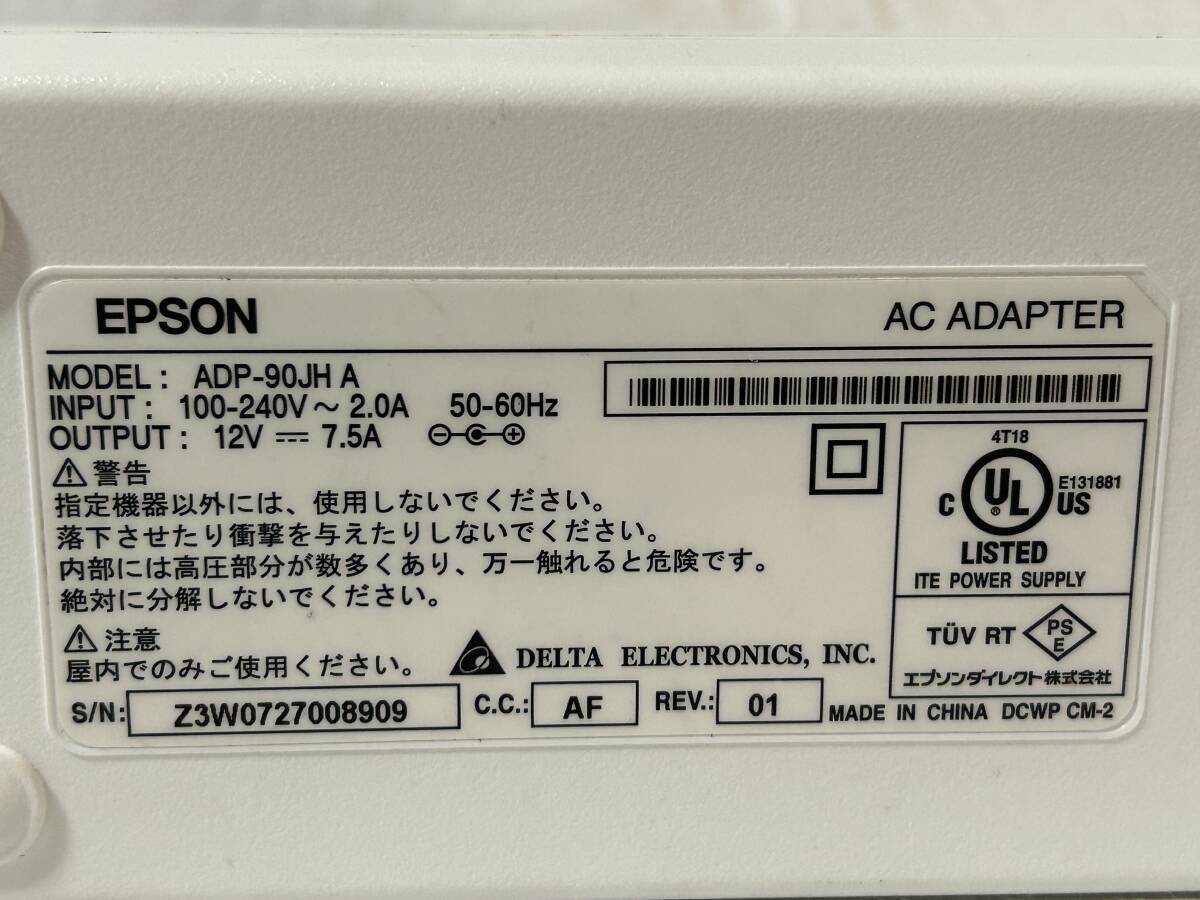 EPSON
AC ADAPTER
MODEL : ADP-90JH A
INPUT : 100-240V ~ 2.0A 50-60Hz
OUTPUT : 12V ⎓ 7.5A
⚠警告
指定機器以外には、使用しないでください。
落下させたり衝撃を与えたりしないでください。
内部には高圧部分が数多くあり、万一触れると危険です。
絶対に分解しないでください。
⚠注意
屋内でのみご使用ください。
DELTA ELECTRONICS, INC.
4T18
C UL ® US E131881
LISTED
ITE POWER SUPPLY
TÜV RT PS E
エプソンダイレクト株式会社
S/N: Z3W0727008909 C.C.: AF REV.: 01 MADE IN CHINA DCWP CM-2